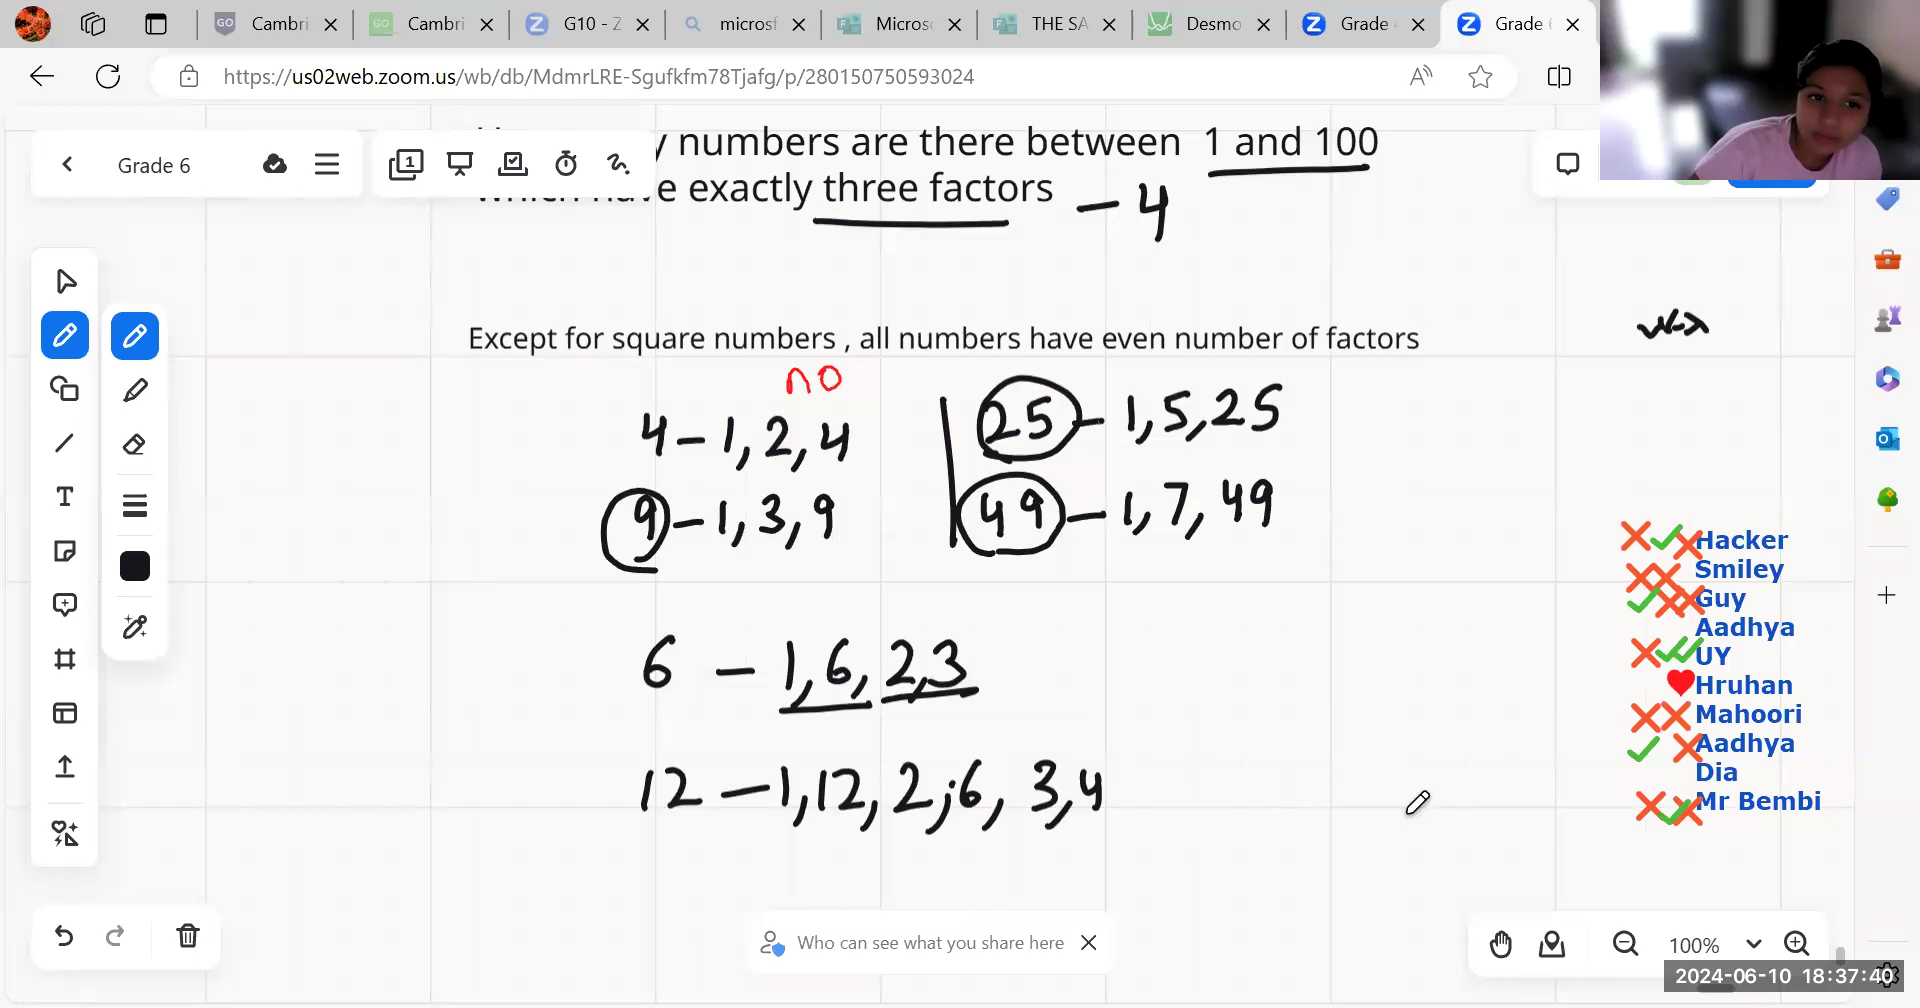 Cambri
Cambri
G10 - Z
microsf
Micros
THE SA
Desmo
Grade
Grade
https://us02web.zoom.us/wb/db/MdmrLRE-Sgufkfm78Tjafg/p/280150750593024
Grade 6
1
y numbers are there between 1 and 100
e exactly three factors - 4
Except for square numbers , all numbers have even number of factors
no
4 - 1, 2, 4
25 - 1, 5, 25
9 - 1, 3, 9
49 - 1, 7, 49
6 - 1, 6, 2, 3
12 - 1, 12, 2, 6, 3, 4
Hacker
Smiley
Guy
Aadhya
UY
Hruhan
Mahoori
Aadhya
Dia
Mr Bembi
Who can see what you share here
100%
2024-06-10 18:37:40